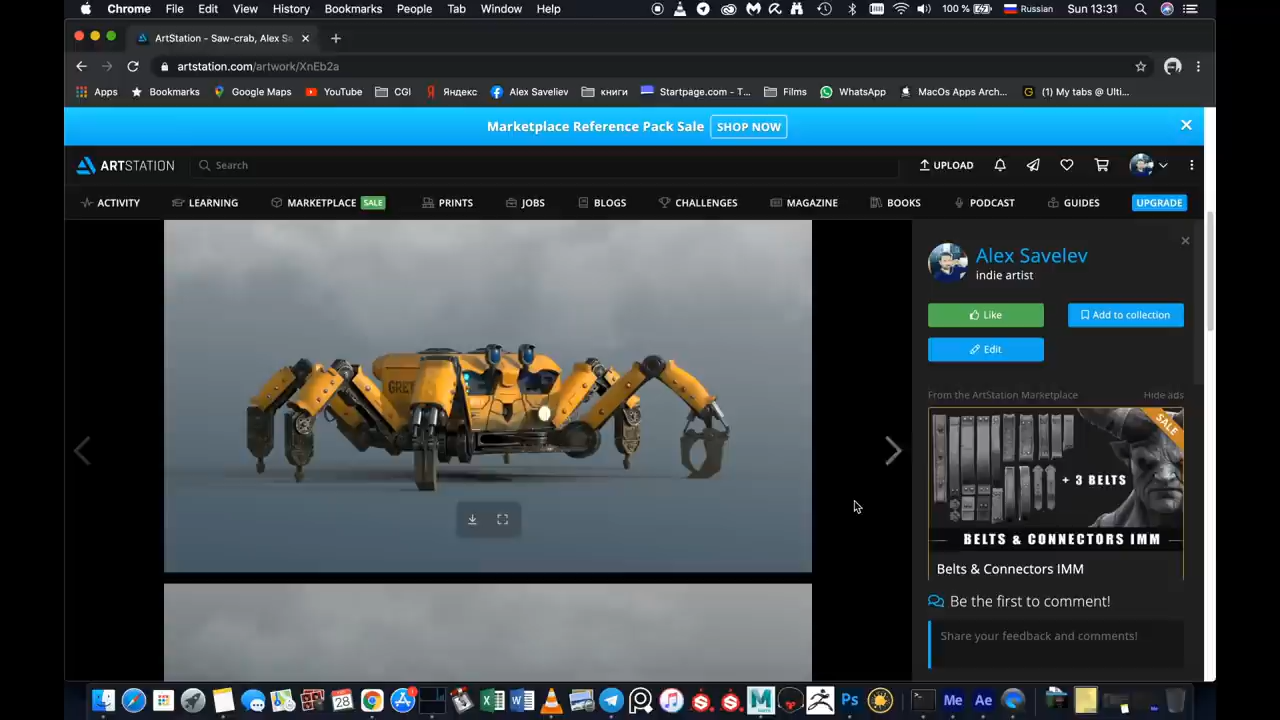 Chrome File Edit View History Bookmarks People Tab Window Help 100 % Russian Sun 13:31
ArtStation - Saw-crab, Alex Sa
artstation.com/artwork/XnEb2a
Apps Bookmarks Google Maps YouTube CGI Яндекс Alex Saveliev книги Startpage.com - T... Films WhatsApp MacOs Apps Arch... (1) My tabs @ Ulti...
Marketplace Reference Pack Sale SHOP NOW
ARTSTATION Search UPLOAD
ACTIVITY LEARNING MARKETPLACE SALE PRINTS JOBS BLOGS CHALLENGES MAGAZINE BOOKS PODCAST GUIDES UPGRADE
Alex Savelev
indie artist
Like Add to collection
Edit
From the ArtStation Marketplace Hide ads
SALE
+ 3 BELTS
BELTS & CONNECTORS IMM
Belts & Connectors IMM
Be the first to comment!
Share your feedback and comments!
28 Ps Me Ae